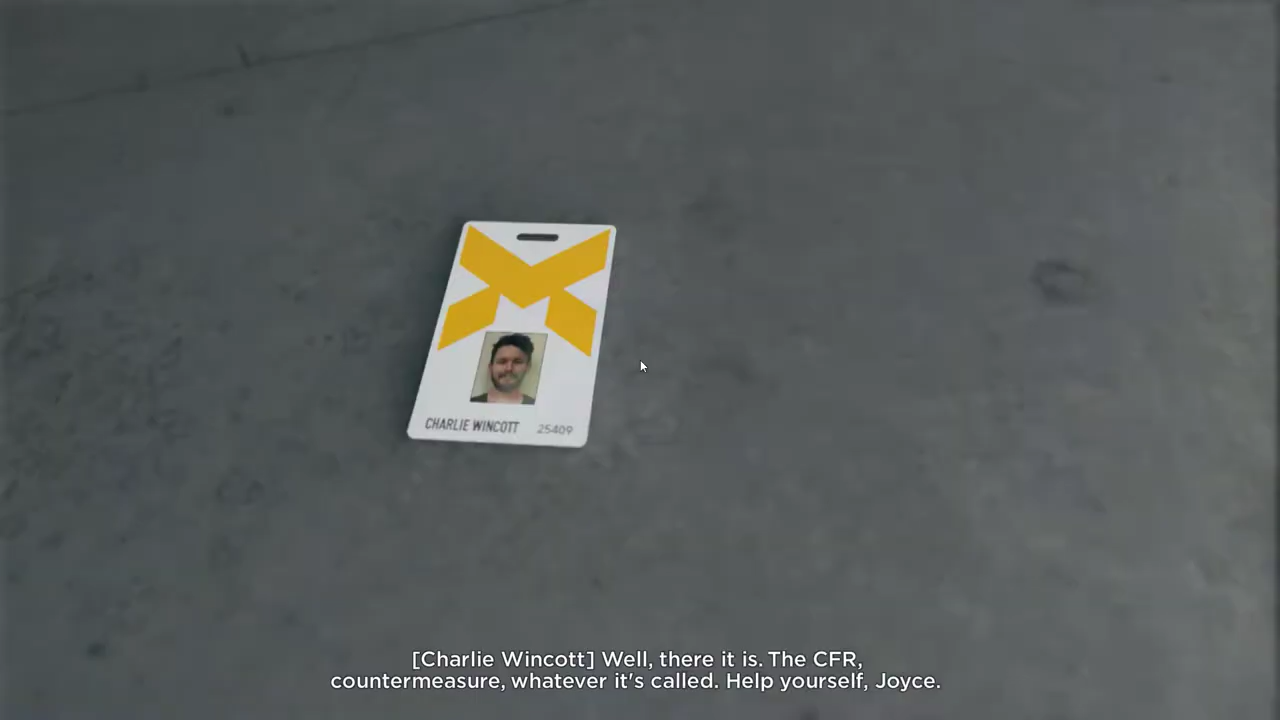 CHARLIE WINCOTT 25409
[Charlie Wincott] Well, there it is. The CFR,
countermeasure, whatever it's called. Help yourself, Joyce.